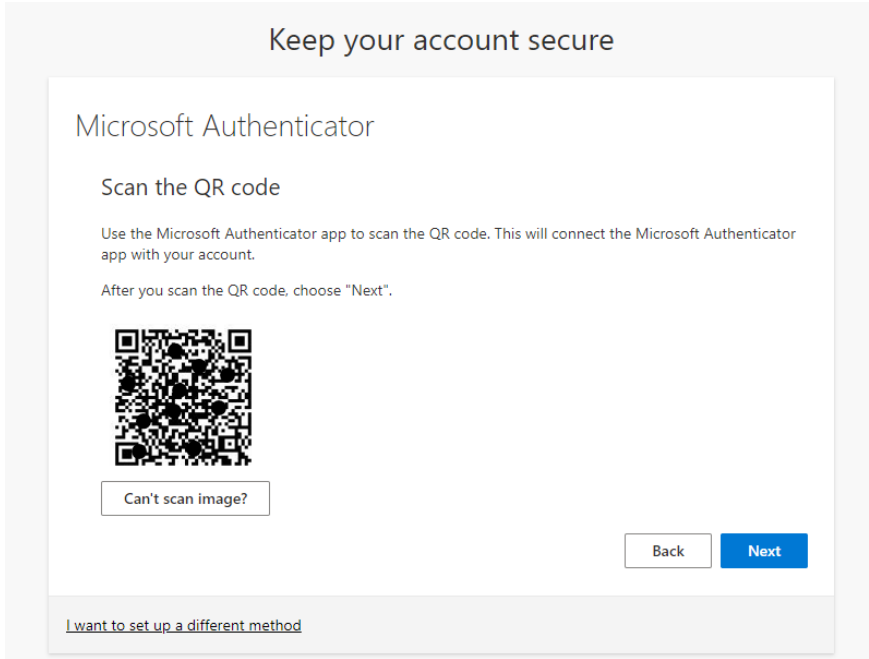 Keep your account secure
Microsoft Authenticator
Scan the QR code
Use the Microsoft Authenticator app to scan the QR code. This will connect the Microsoft Authenticator
app with your account.
After you scan the QR code, choose "Next".
Can't scan image?
Back
Next
I want to set up a different method